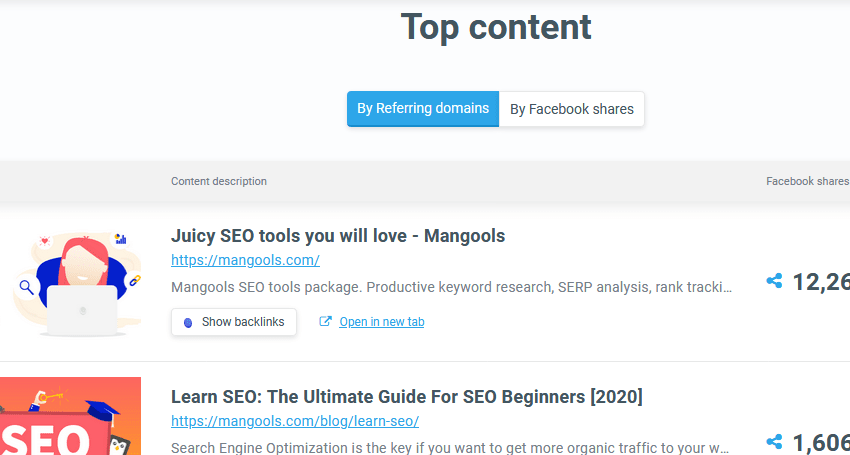 Top content
By Referring domains
By Facebook shares
Content description
Facebook shares
Juicy SEO tools you will love - Mangools
https://mangools.com/
Mangools SEO tools package. Productive keyword research, SERP analysis, rank tracki...
12,26
Show backlinks
Open in new tab
Learn SEO: The Ultimate Guide For SEO Beginners [2020]
https://mangools.com/blog/learn-seo/
SEO
Search Engine Optimization is the key if you want to get more organic traffic to your w...
1,606